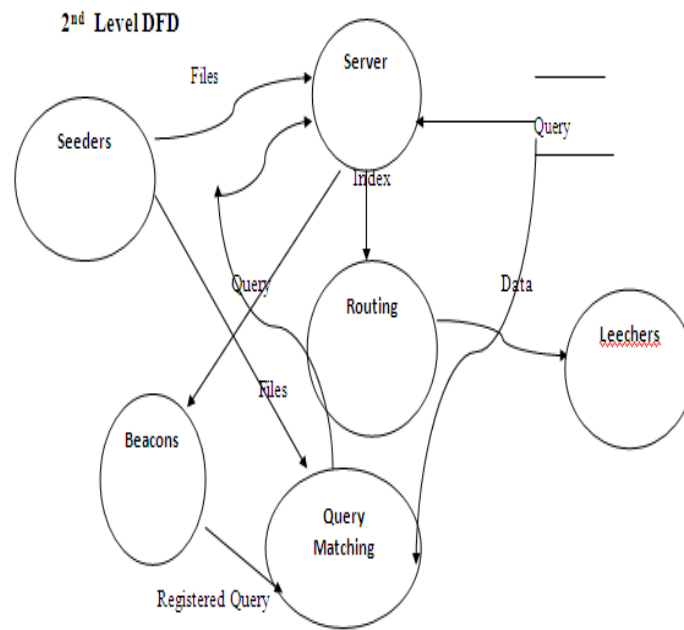 2nd Level DFD
Server
Files
Seeders
Query
Index
Query
Routing
Data
Leechers
Files
Beacons
Query
Matching
Registered Query